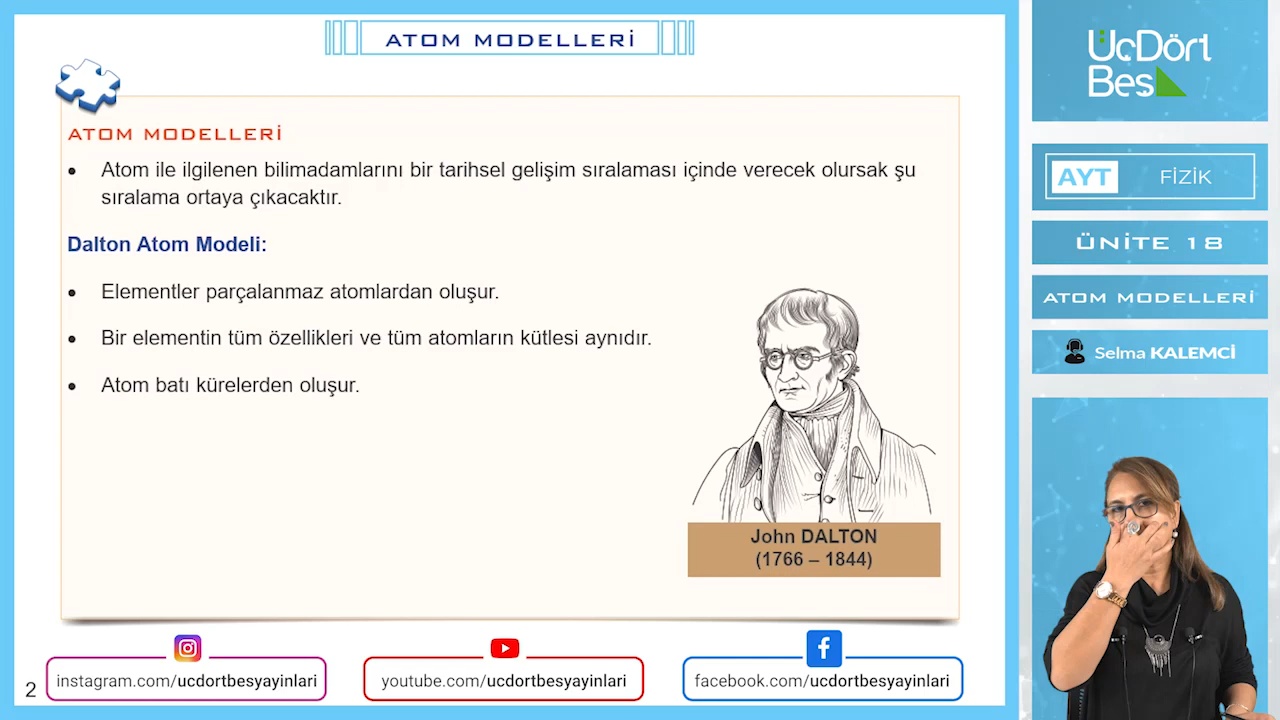 ATOM MODELLERİ
ATOM MODELLERİ
• Atom ile ilgilenen bilimadamlarını bir tarihsel gelişim sıralaması içinde verecek olursak şu
sıralama ortaya çıkacaktır.
Dalton Atom Modeli:
• Elementler parçalanmaz atomlardan oluşur.
• Bir elementin tüm özellikleri ve tüm atomların kütlesi aynıdır.
• Atom batı kürelerden oluşur.
John DALTON
(1766 – 1844)
2
instagram.com/ucdortbesyayinlari
youtube.com/ucdortbesyayinlari
facebook.com/ucdortbesyayinlari
ÜçDört
Beş
AYT FİZİK
ÜNİTE 18
ATOM MODELLERİ
Selma KALEMCİ